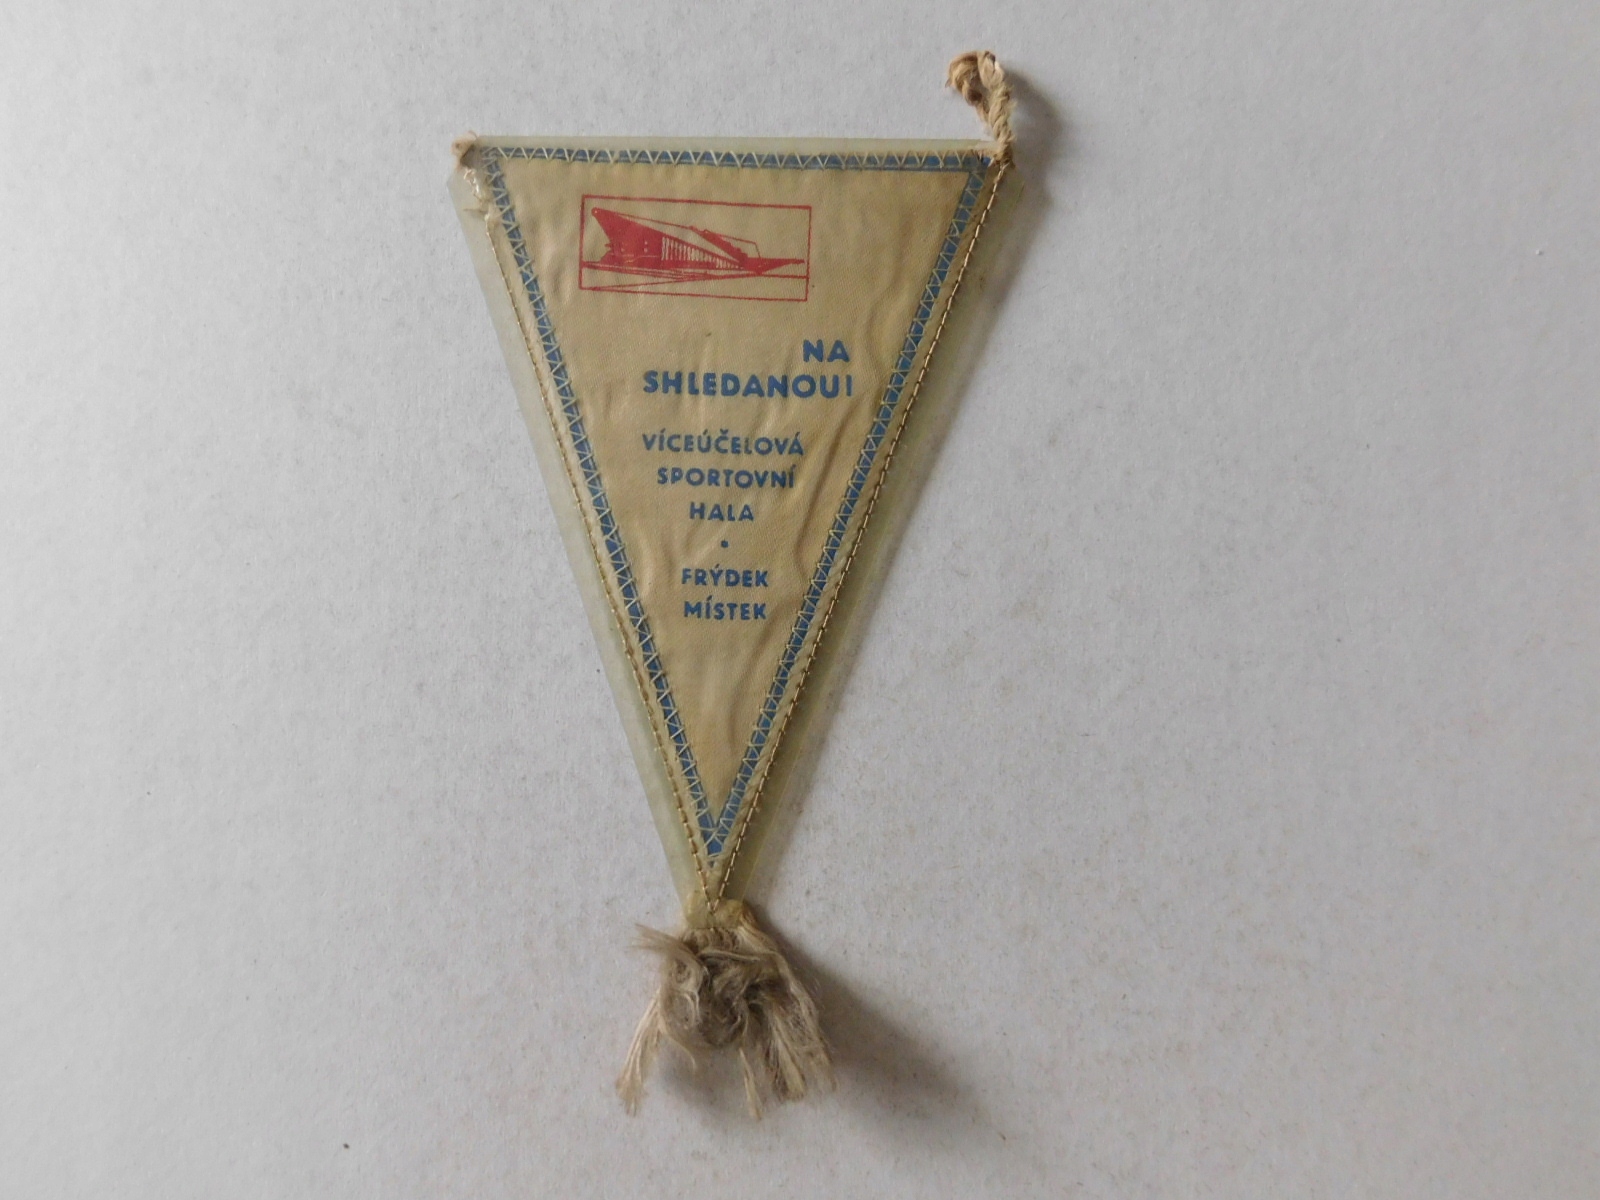 NA
SHLEDANOU!
VÍCEÚČELOVÁ
SPORTOVNÍ
HALA
•
FRÝDEK
MÍSTEK